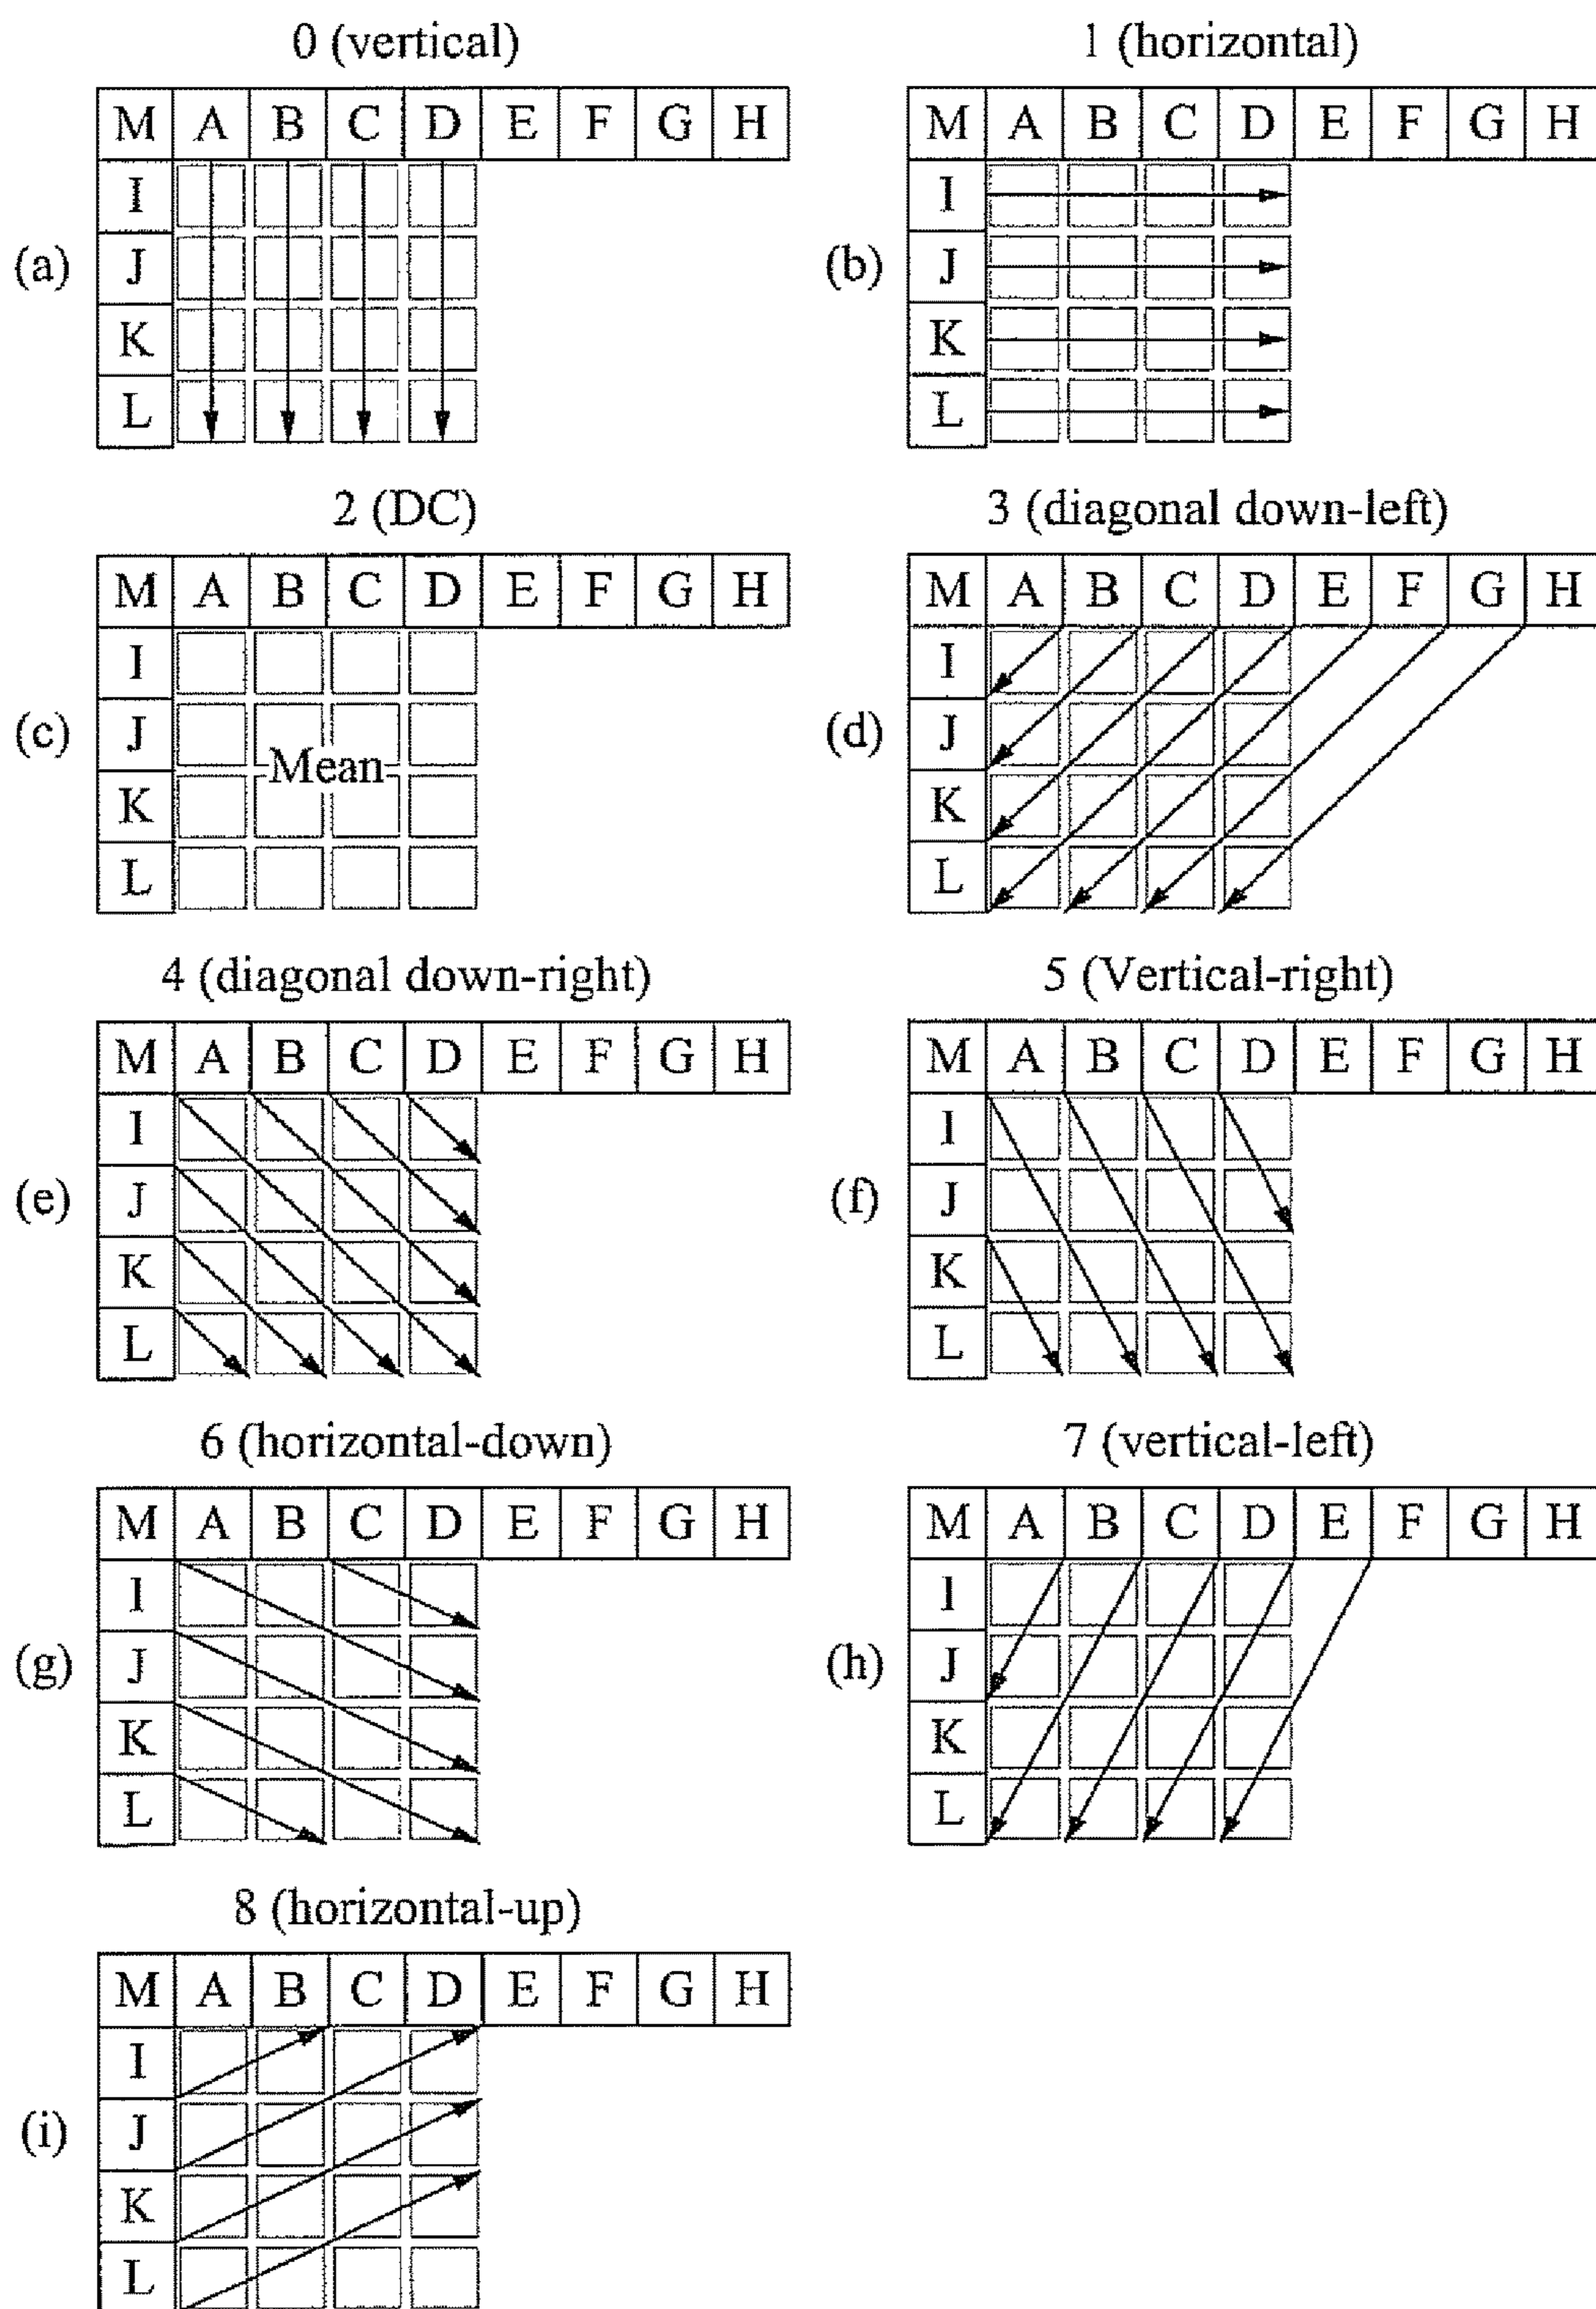 0 (vertical)
M A B C D E F G H
I
(a) J
K
L
1 (horizontal)
M A B C D E F G H
I
(b) J
K
L
2 (DC)
M A B C D E F G H
I
(c) J
Mean
K
L
3 (diagonal down-left)
M A B C D E F G H
I
(d) J
K
L
4 (diagonal down-right)
M A B C D E F G H
I
(e) J
K
L
5 (Vertical-right)
M A B C D E F G H
I
(f) J
K
L
6 (horizontal-down)
M A B C D E F G H
I
(g) J
K
L
7 (vertical-left)
M A B C D E F G H
I
(h) J
K
L
8 (horizontal-up)
M A B C D E F G H
I
(i) J
K
L